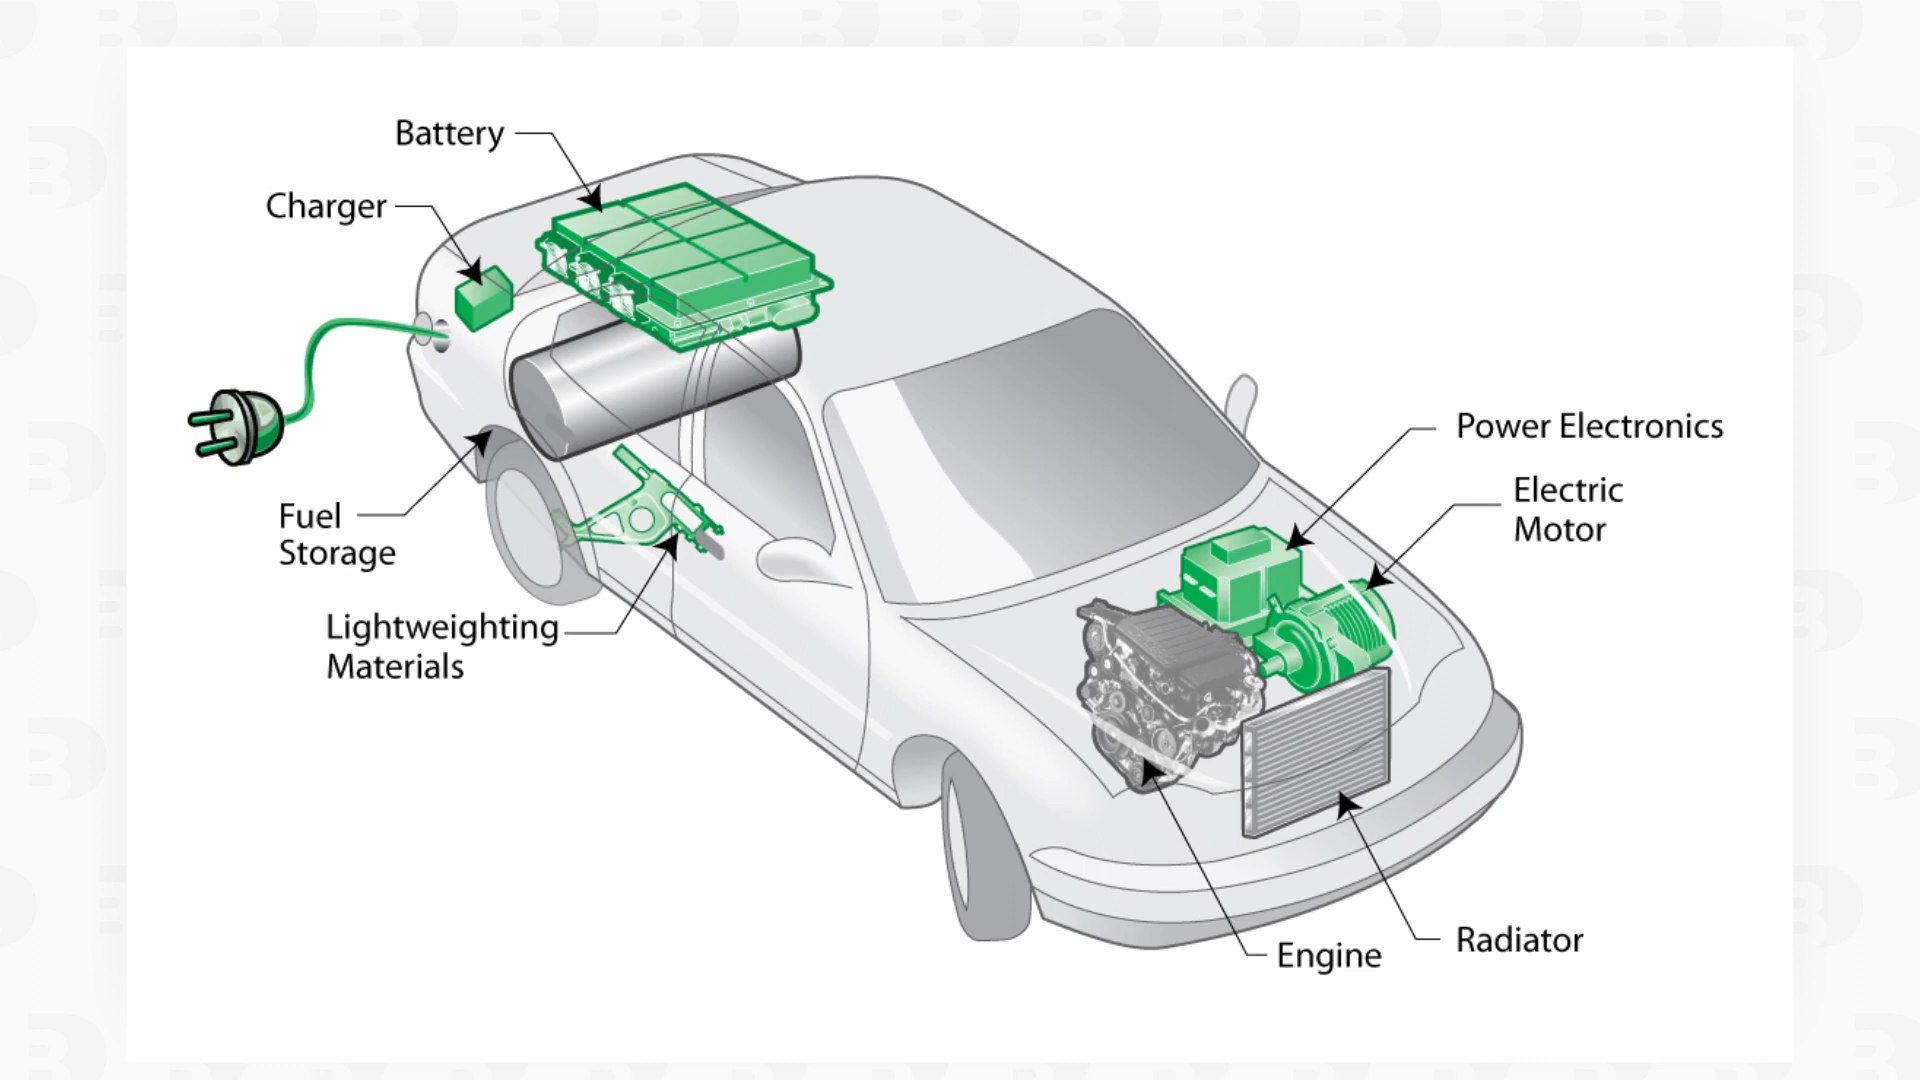 Battery
Charger
Power Electronics
Electric
Motor
Fuel
Storage
Lightweighting
Materials
Radiator
Engine